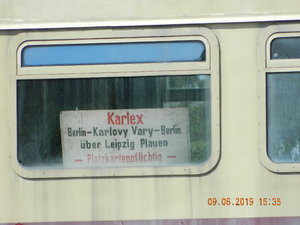 Karlex
Berlin-Karlovy Vary-Berlin
über Leipzig Plauen
- Platzkartenpflichtig -
09.06.2019 15:35